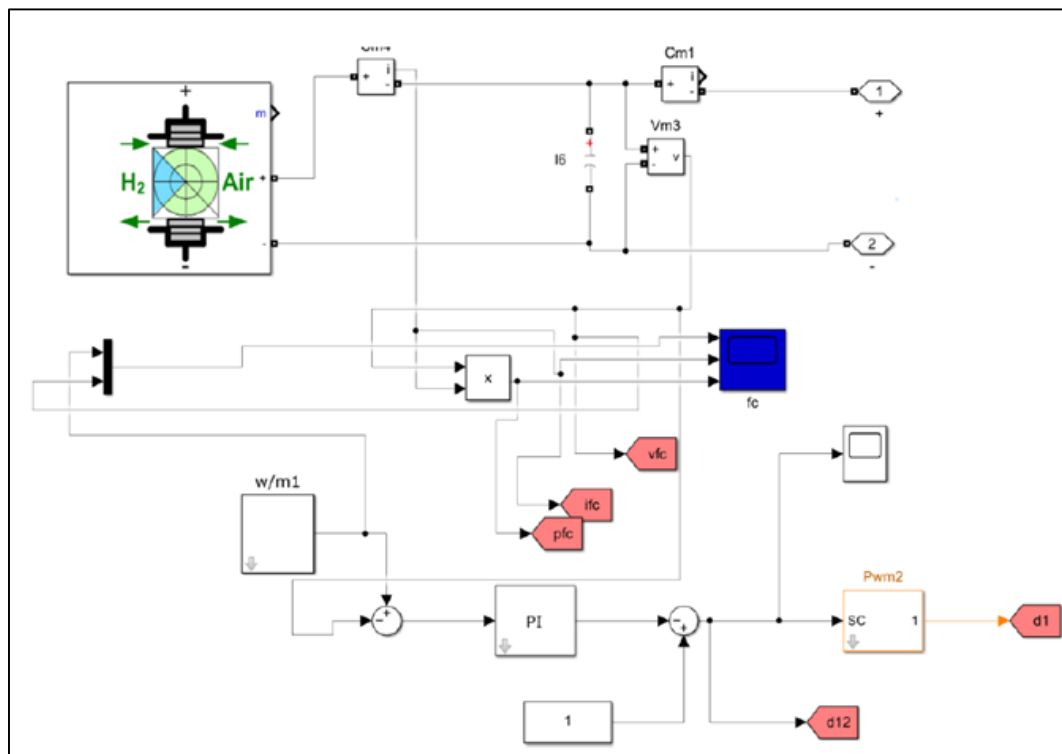 Cm1
+
m
i
+
-
+
i
-
1
+
Vm3
I6
+
+
-
v
H₂
Air
+
-
-
2
-
x
fc
vfc
w/m1
ifc
pfc
Pwm2
+
-
PI
-
+
SC
1
d1
1
d12